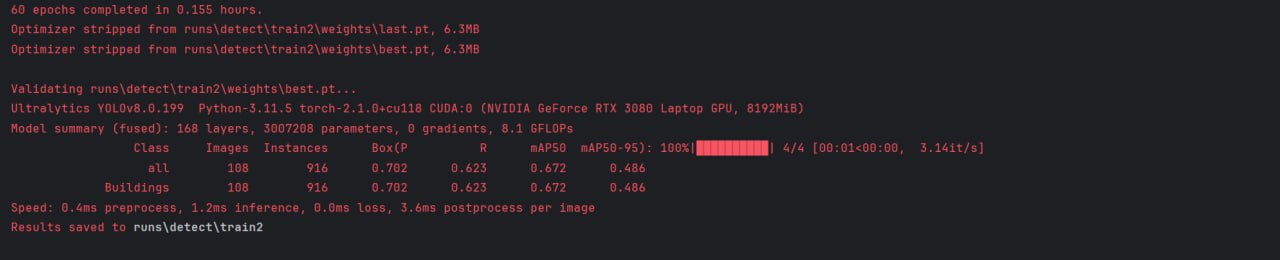 60 epochs completed in 0.155 hours.
Optimizer stripped from runs\detect\train2\weights\last.pt, 6.3MB
Optimizer stripped from runs\detect\train2\weights\best.pt, 6.3MB
Validating runs\detect\train2\weights\best.pt...
Ultralytics YOLOv8.0.199 Python-3.11.5 torch-2.1.0+cu118 CUDA:0 (NVIDIA GeForce RTX 3080 Laptop GPU, 8192MiB)
Model summary (fused): 168 layers, 3007208 parameters, 0 gradients, 8.1 GFLOPs
Class Images Instances Box(P R mAP50 mAP50-95): 100%|██████████| 4/4 [00:01<00:00, 3.14it/s]
all 108 916 0.702 0.623 0.672 0.486
Buildings 108 916 0.702 0.623 0.672 0.486
Speed: 0.4ms preprocess, 1.2ms inference, 0.0ms loss, 3.6ms postprocess per image
Results saved to runs\detect\train2